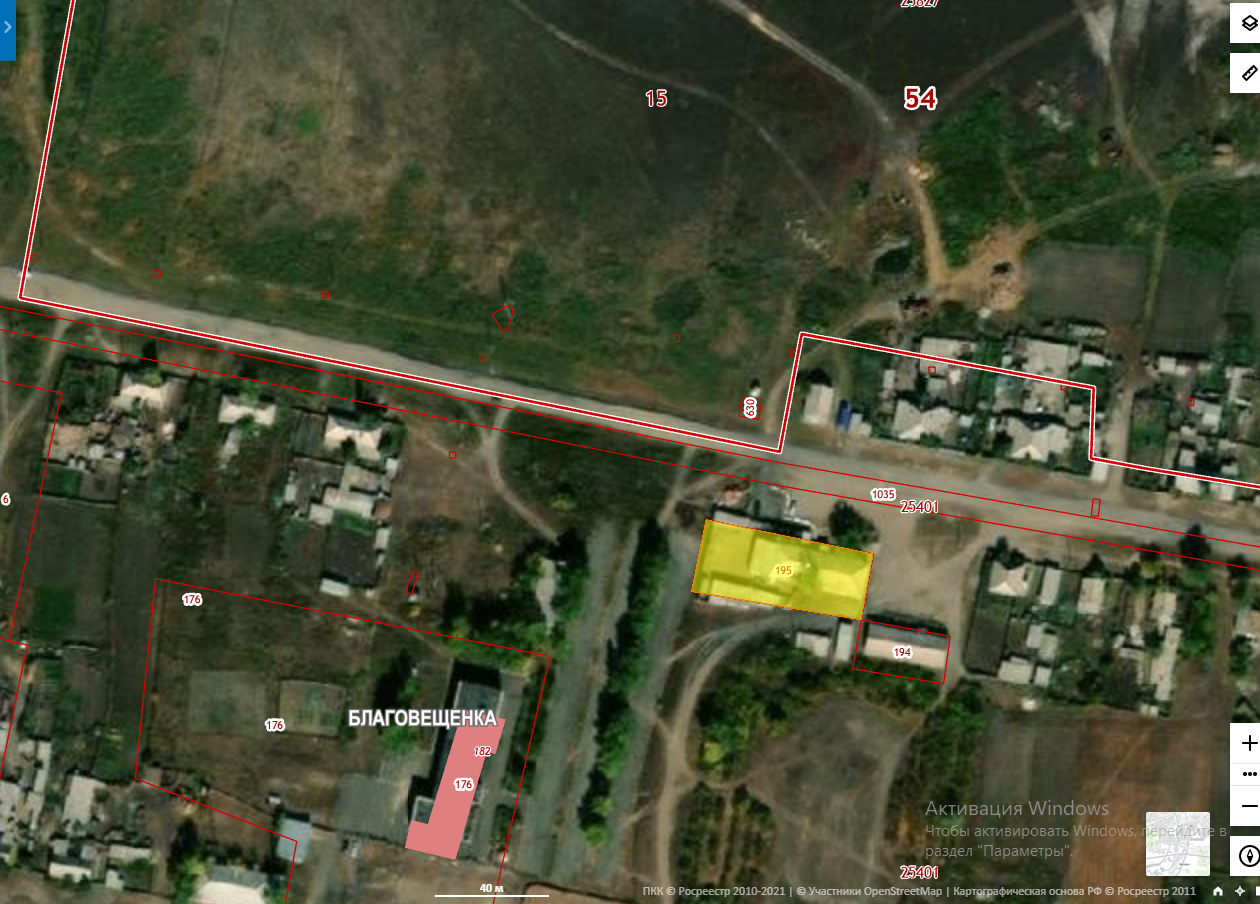 25827
15
54
630
1035
25401
6
195
176
194
176
БЛАГОВЕЩЕНКА
182
176
Активация Windows
Чтобы активировать Windows, перейдите в
раздел "Параметры".
25401
40 м
ПКК © Росреестр 2010-2021 | © Участники OpenStreetMap | Картографическая основа РФ © Росреестр 2011